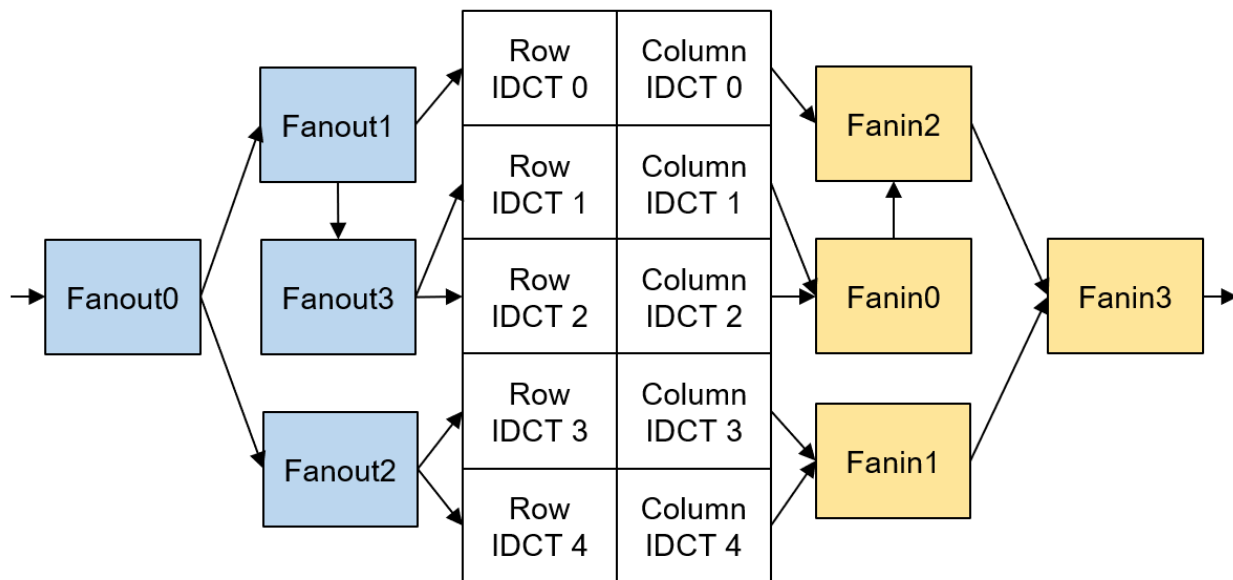 Row
Column
IDCT 0
IDCT 0
Fanout1
Fanin2
Row
Column
IDCT 1
IDCT 1
Fanout0
Fanout3
Row
Column
IDCT 2
IDCT 2
Fanin0
Fanin3
Row
Column
IDCT 3
IDCT 3
Fanout2
Fanin1
Row
Column
IDCT 4
IDCT 4